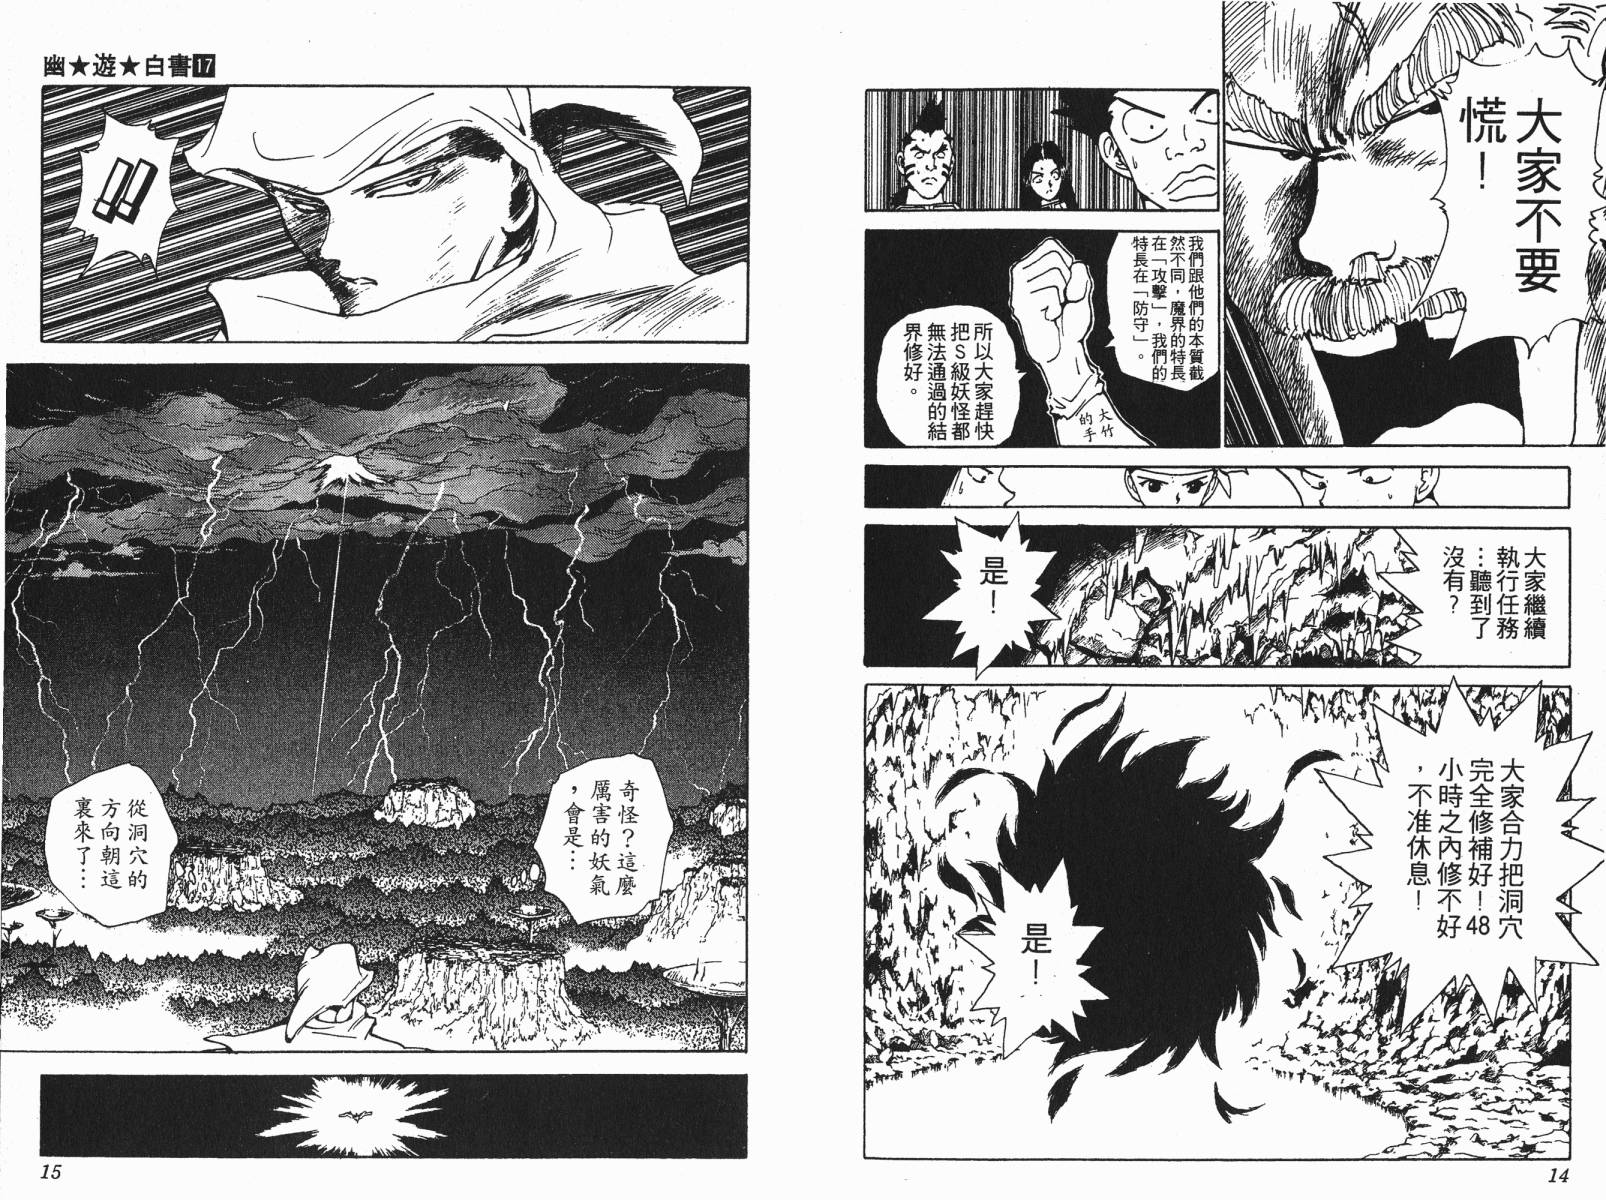 大家不要
慌！
我們跟他們的本質截
然不同，魔界的特長
在「攻擊」，我們的
特長在「防守」。
大竹
的手
所以大家趕快
把S級妖怪都
無法通過的結
界修好。
大家繼續
執行任務
…聽到了
沒有？
是！
大家合力把洞穴
完全修補好！48
小時之內修不好
，不准休息！
是！
14
幽★遊★白書17
!!
奇怪？這麼
厲害的妖氣
，會是…
從洞穴的
方向朝這
裏來了…
15